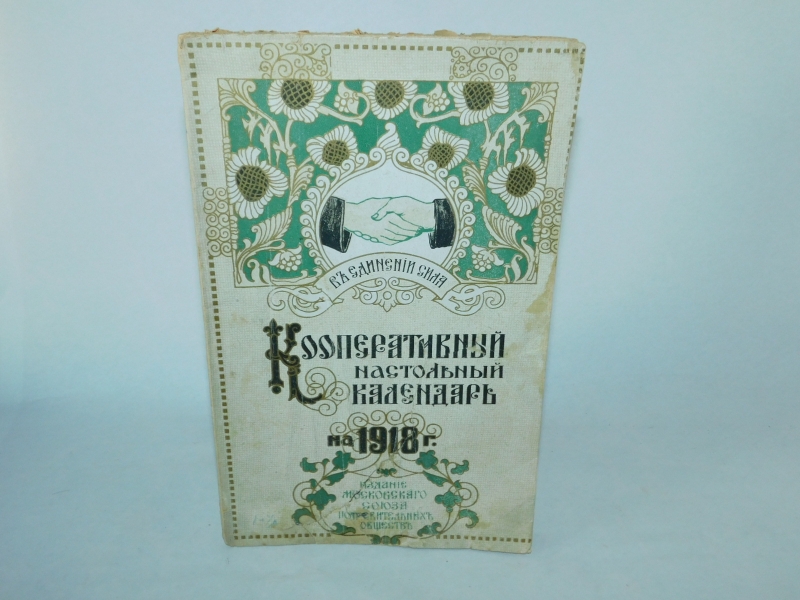 ВЪ ЕДИНЕНІИ СИЛА
КООПЕРАТИВНЫЙ
НАСТОЛЬНЫЙ
КАЛЕНДАРЬ
на 1918 г.
ИЗДАНІЕ
МОСКОВСКАГО
СОЮЗА
ПОТРЕБИТЕЛЬНЫХЪ
ОБЩЕСТВЪ